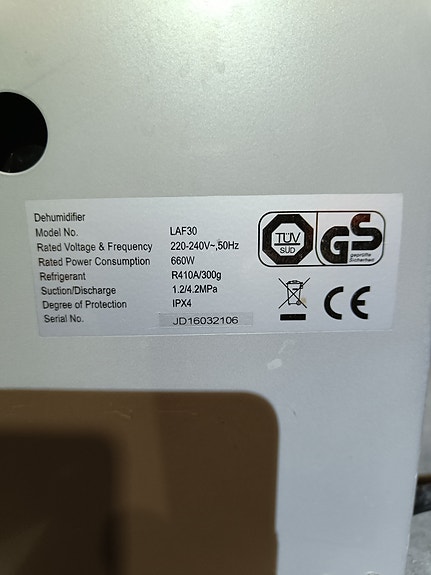 Dehumidifier
Model No. LAF30
Rated Voltage & Frequency 220-240V~,50Hz
Rated Power Consumption 660W
Refrigerant R410A/300g
Suction/Discharge 1.2/4.2MPa
Degree of Protection IPX4
Serial No. JD16032106
TÜV
SÜD
GS
geprüfte
Sicherheit
CE